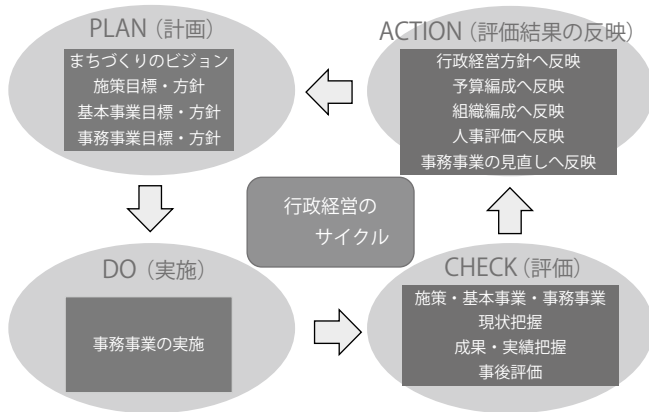 PLAN（計画）
まちづくりのビジョン
施策目標・方針
基本事業目標・方針
事務事業目標・方針
ACTION（評価結果の反映）
行政経営方針へ反映
予算編成へ反映
組織編成へ反映
人事評価へ反映
事務事業の見直しへ反映
行政経営の
サイクル
DO（実施）
事務事業の実施
CHECK（評価）
施策・基本事業・事務事業
現状把握
成果・実績把握
事後評価